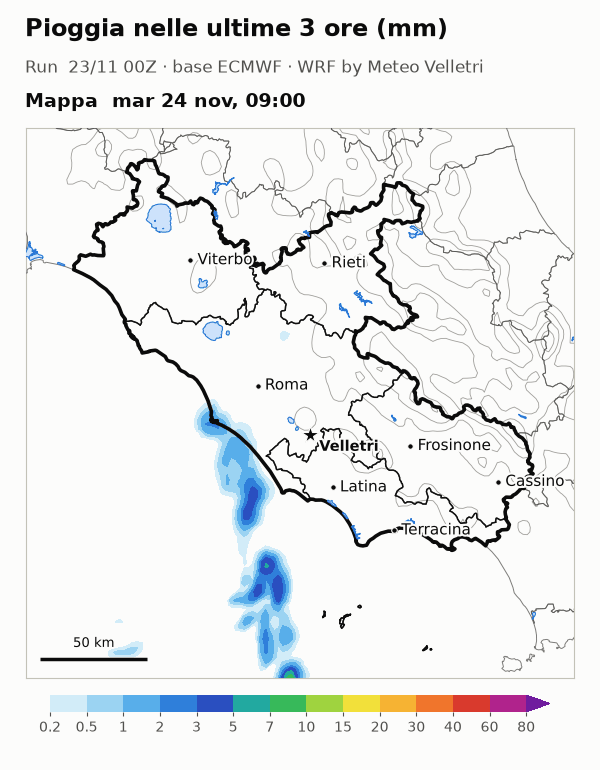 Pioggia nelle ultime 3 ore (mm)
Run 23/11 00Z · base ECMWF · WRF by Meteo Velletri
Mappa mar 24 nov, 09:00
Viterbo
Rieti
Roma
Velletri
Frosinone
Latina
Cassino
Terracina
50 km
0.2 0.5 1 2 3 5 7 10 15 20 30 40 60 80